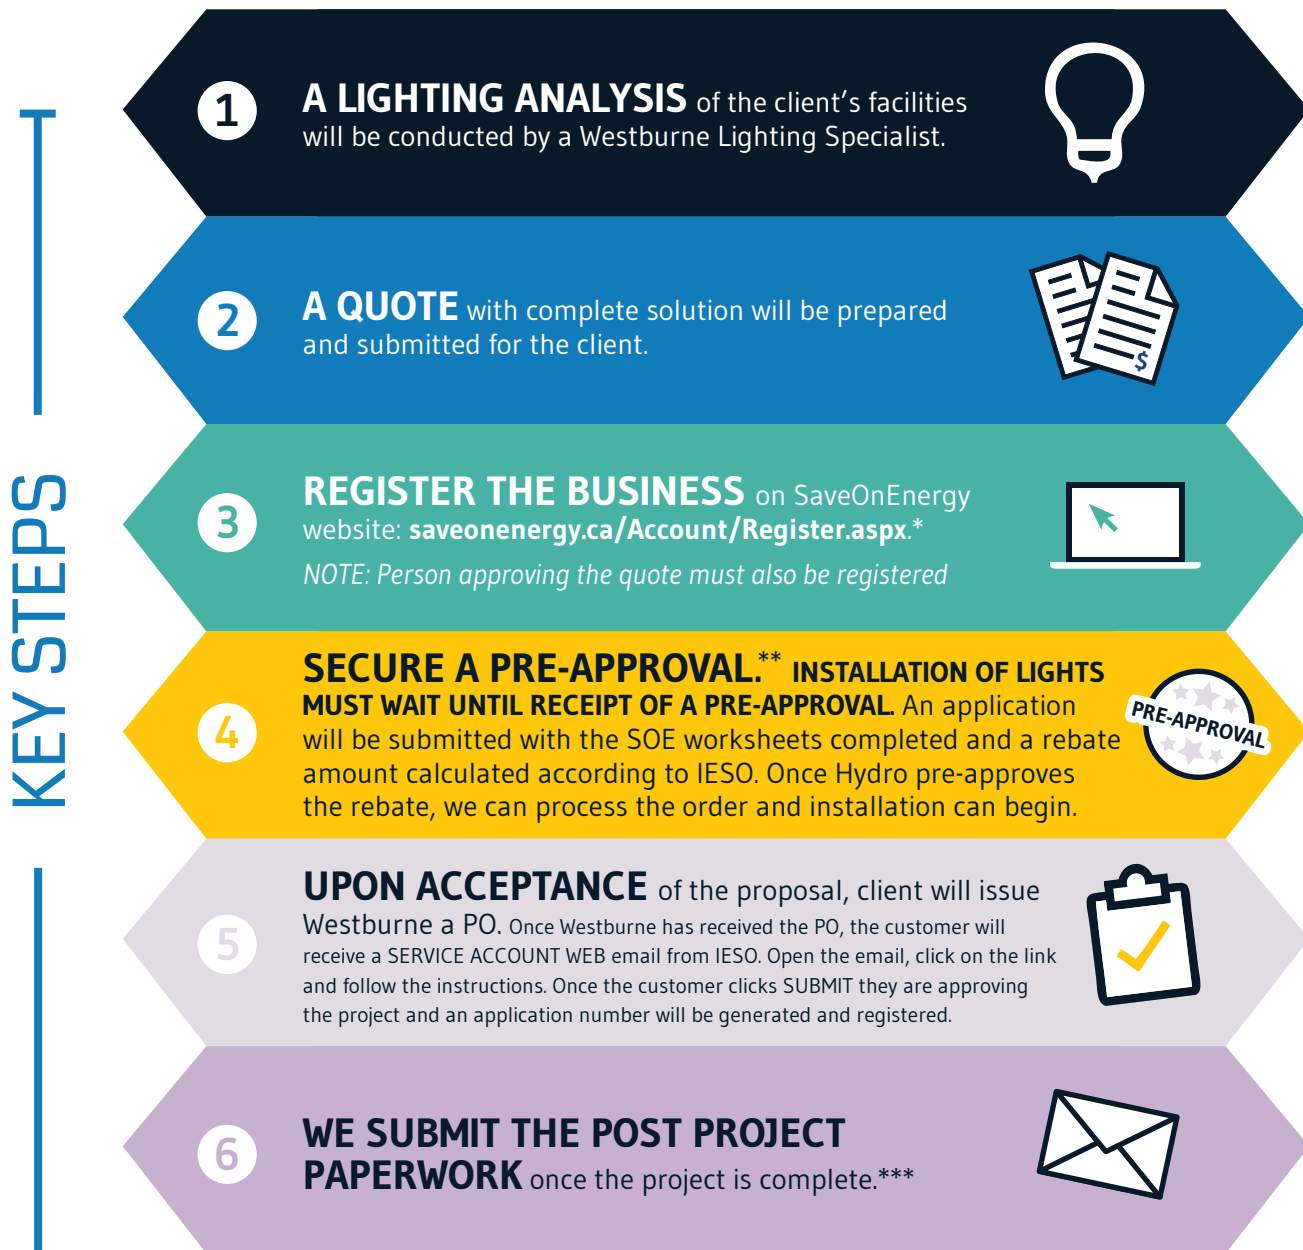 KEY STEPS
1
A LIGHTING ANALYSIS of the client's facilities
will be conducted by a Westburne Lighting Specialist.
2
A QUOTE with complete solution will be prepared
and submitted for the client.
$
3
REGISTER THE BUSINESS on SaveOnEnergy
website: saveonenergy.ca/Account/Register.aspx.*
NOTE: Person approving the quote must also be registered
4
SECURE A PRE-APPROVAL.** INSTALLATION OF LIGHTS
MUST WAIT UNTIL RECEIPT OF A PRE-APPROVAL. An application
will be submitted with the SOE worksheets completed and a rebate
amount calculated according to IESO. Once Hydro pre-approves
the rebate, we can process the order and installation can begin.
PRE-APPROVAL
5
UPON ACCEPTANCE of the proposal, client will issue
Westburne a PO. Once Westburne has received the PO, the customer will
receive a SERVICE ACCOUNT WEB email from IESO. Open the email, click on the link
and follow the instructions. Once the customer clicks SUBMIT they are approving
the project and an application number will be generated and registered.
6
WE SUBMIT THE POST PROJECT
PAPERWORK once the project is complete.***